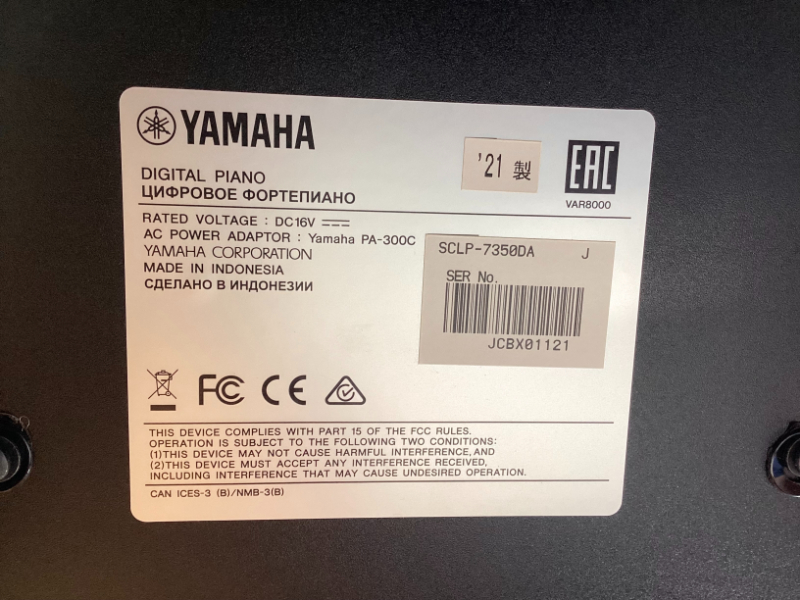 YAMAHA
'21 製
EAC
VAR8000
DIGITAL PIANO
ЦИФРОВОЕ ФОРТЕПИАНО
RATED VOLTAGE : DC16V
AC POWER ADAPTOR : Yamaha PA-300C
YAMAHA CORPORATION
MADE IN INDONESIA
СДЕЛАНО В ИНДОНЕЗИИ
SCLP-7350DA J
SER No.
JCBX01121
FC CE
THIS DEVICE COMPLIES WITH PART 15 OF THE FCC RULES.
OPERATION IS SUBJECT TO THE FOLLOWING TWO CONDITIONS:
(1)THIS DEVICE MAY NOT CAUSE HARMFUL INTERFERENCE,AND
(2)THIS DEVICE MUST ACCEPT ANY INTERFERENCE RECEIVED,
INCLUDING INTERFERENCE THAT MAY CAUSE UNDESIRED OPERATION.
CAN ICES-3 (B)/NMB-3(B)